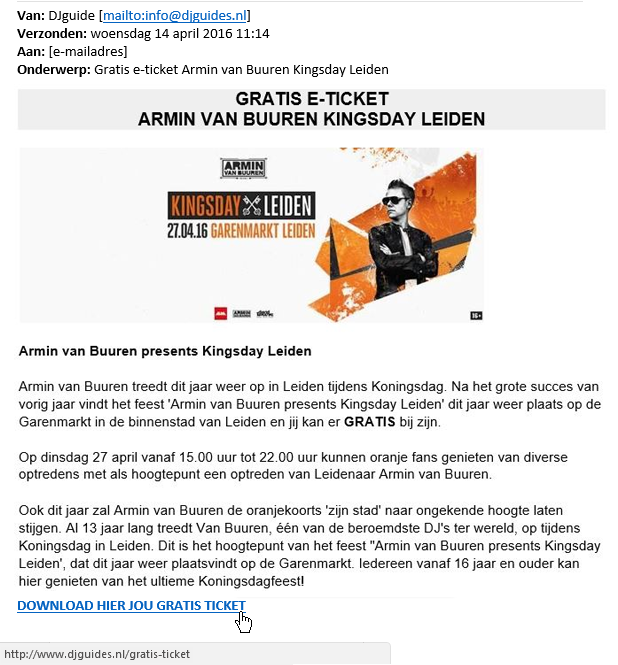 Van: DJguide [mailto:info@djguides.nl]
Verzonden: woensdag 14 april 2016 11:14
Aan: [e-mailadres]
Onderwerp: Gratis e-ticket Armin van Buuren Kingsday Leiden
GRATIS E-TICKET
ARMIN VAN BUUREN KINGSDAY LEIDEN
ARMIN
VAN BUUREN
KINGSDAY LEIDEN
27.04.16 GARENMARKT LEIDEN
16+
Armin van Buuren presents Kingsday Leiden
Armin van Buuren treedt dit jaar weer op in Leiden tijdens Koningsdag. Na het grote succes van
vorig jaar vindt het feest 'Armin van Buuren presents Kingsday Leiden' dit jaar weer plaats op de
Garenmarkt in de binnenstad van Leiden en jij kan er GRATIS bij zijn.
Op dinsdag 27 april vanaf 15.00 uur tot 22.00 uur kunnen oranje fans genieten van diverse
optredens met als hoogtepunt een optreden van Leidenaar Armin van Buuren.
Ook dit jaar zal Armin van Buuren de oranjekoorts 'zijn stad' naar ongekende hoogte laten
stijgen. Al 13 jaar lang treedt Van Buuren, één van de beroemdste DJ's ter wereld, op tijdens
Koningsdag in Leiden. Dit is het hoogtepunt van het feest "Armin van Buuren presents Kingsday
Leiden', dat dit jaar weer plaatsvindt op de Garenmarkt. Iedereen vanaf 16 jaar en ouder kan
hier genieten van het ultieme Koningsdagfeest!
DOWNLOAD HIER JOU GRATIS TICKET
http://www.djguides.nl/gratis-ticket